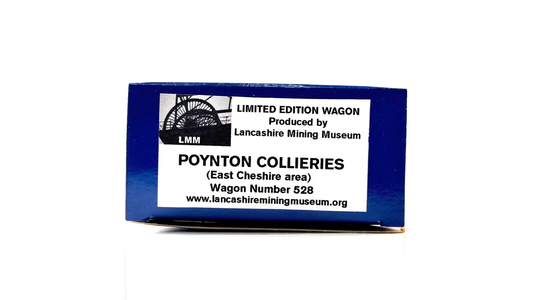 LIMITED EDITION WAGON
Produced by
Lancashire Mining Museum
LMM
POYNTON COLLIERIES
(East Cheshire area)
Wagon Number 528
www.lancashireminingmuseum.org